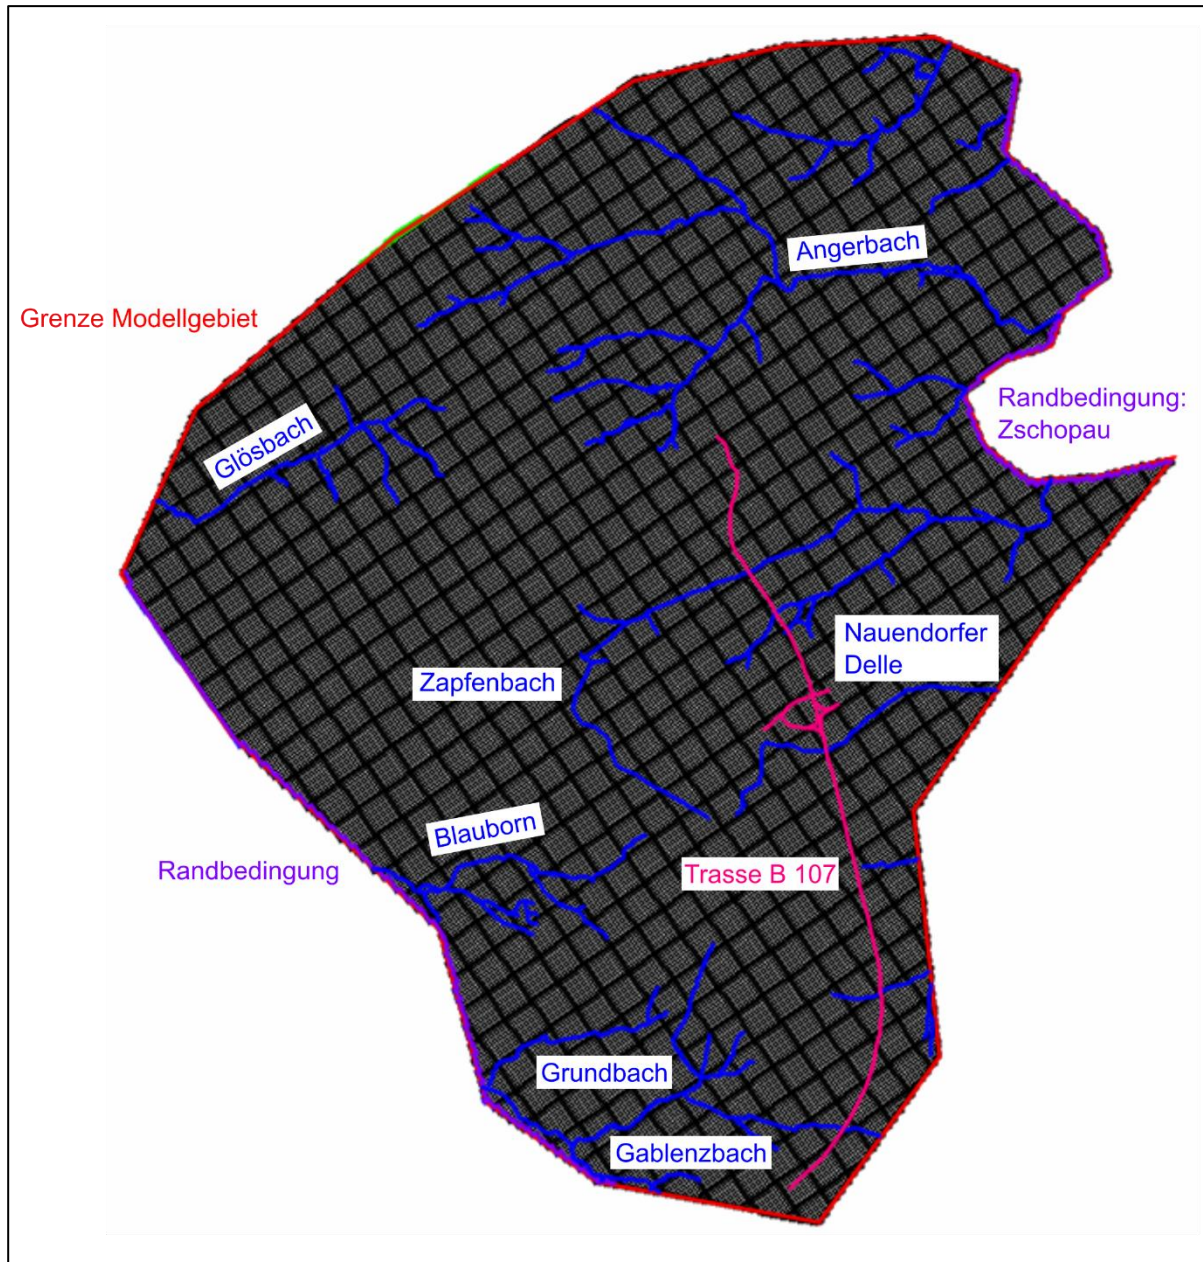 Angerbach
Grenze Modellgebiet
Randbedingung:
Zschopau
Glösbach
Nauendorfer
Delle
Zapfenbach
Blauborn
Randbedingung
Trasse B 107
Grundbach
Gablenzbach